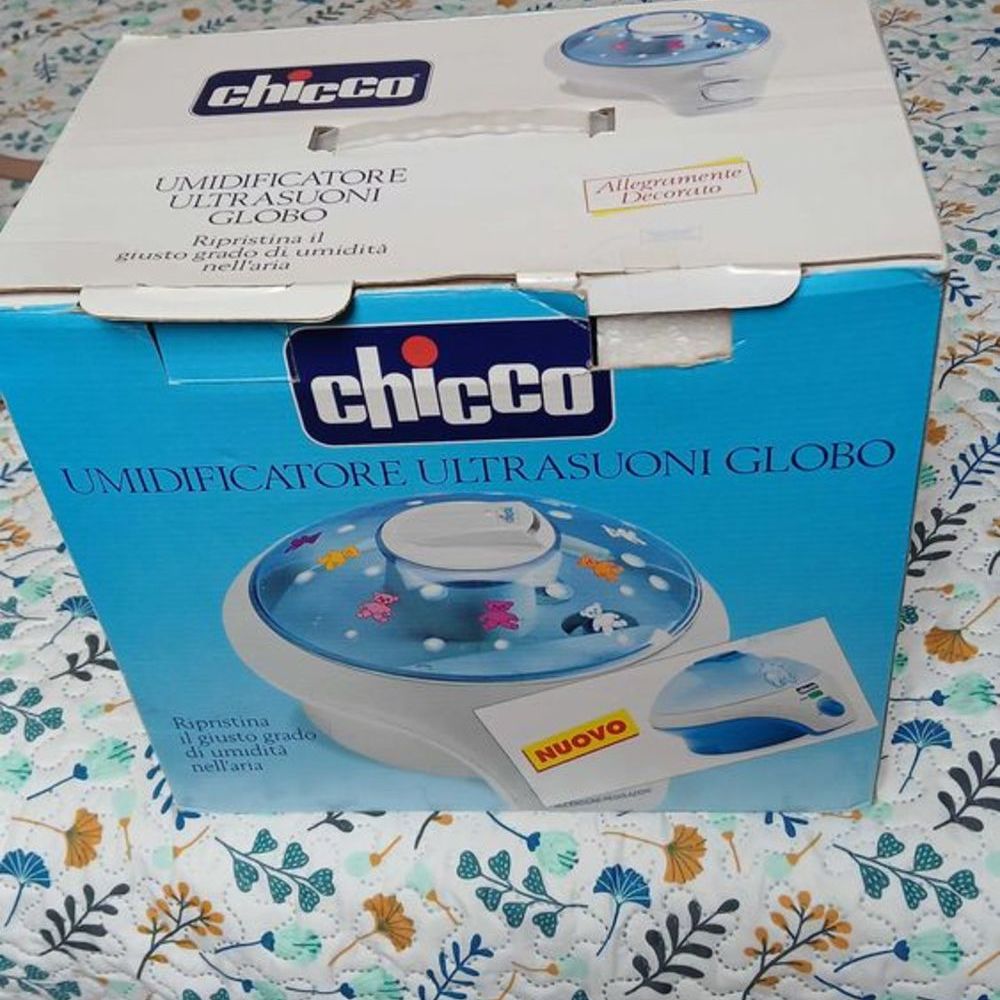 chicco
UMIDIFICATORE
ULTRASUONI
GLOBO
Ripristina il
giusto grado di umidità
nell'aria
Allegramente
Decorato
chicco
UMIDIFICATORE ULTRASUONI GLOBO
Ripristina
il giusto grado
di umidità
nell'aria
NUOVO